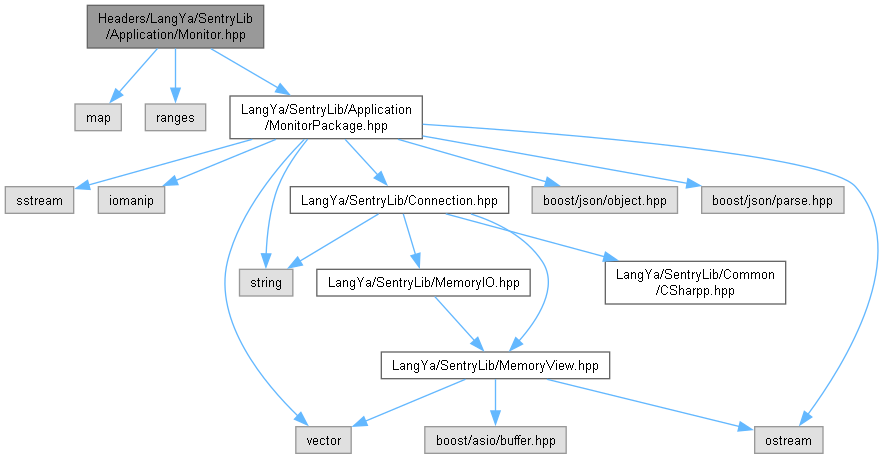 Headers/LangYa/SentryLib
/Application/Monitor.hpp
map
ranges
LangYa/SentryLib/Application
/MonitorPackage.hpp
sstream
iomanip
LangYa/SentryLib/Connection.hpp
boost/json/object.hpp
boost/json/parse.hpp
string
LangYa/SentryLib/MemoryIO.hpp
LangYa/SentryLib/Common
/CSharpp.hpp
LangYa/SentryLib/MemoryView.hpp
vector
boost/asio/buffer.hpp
ostream